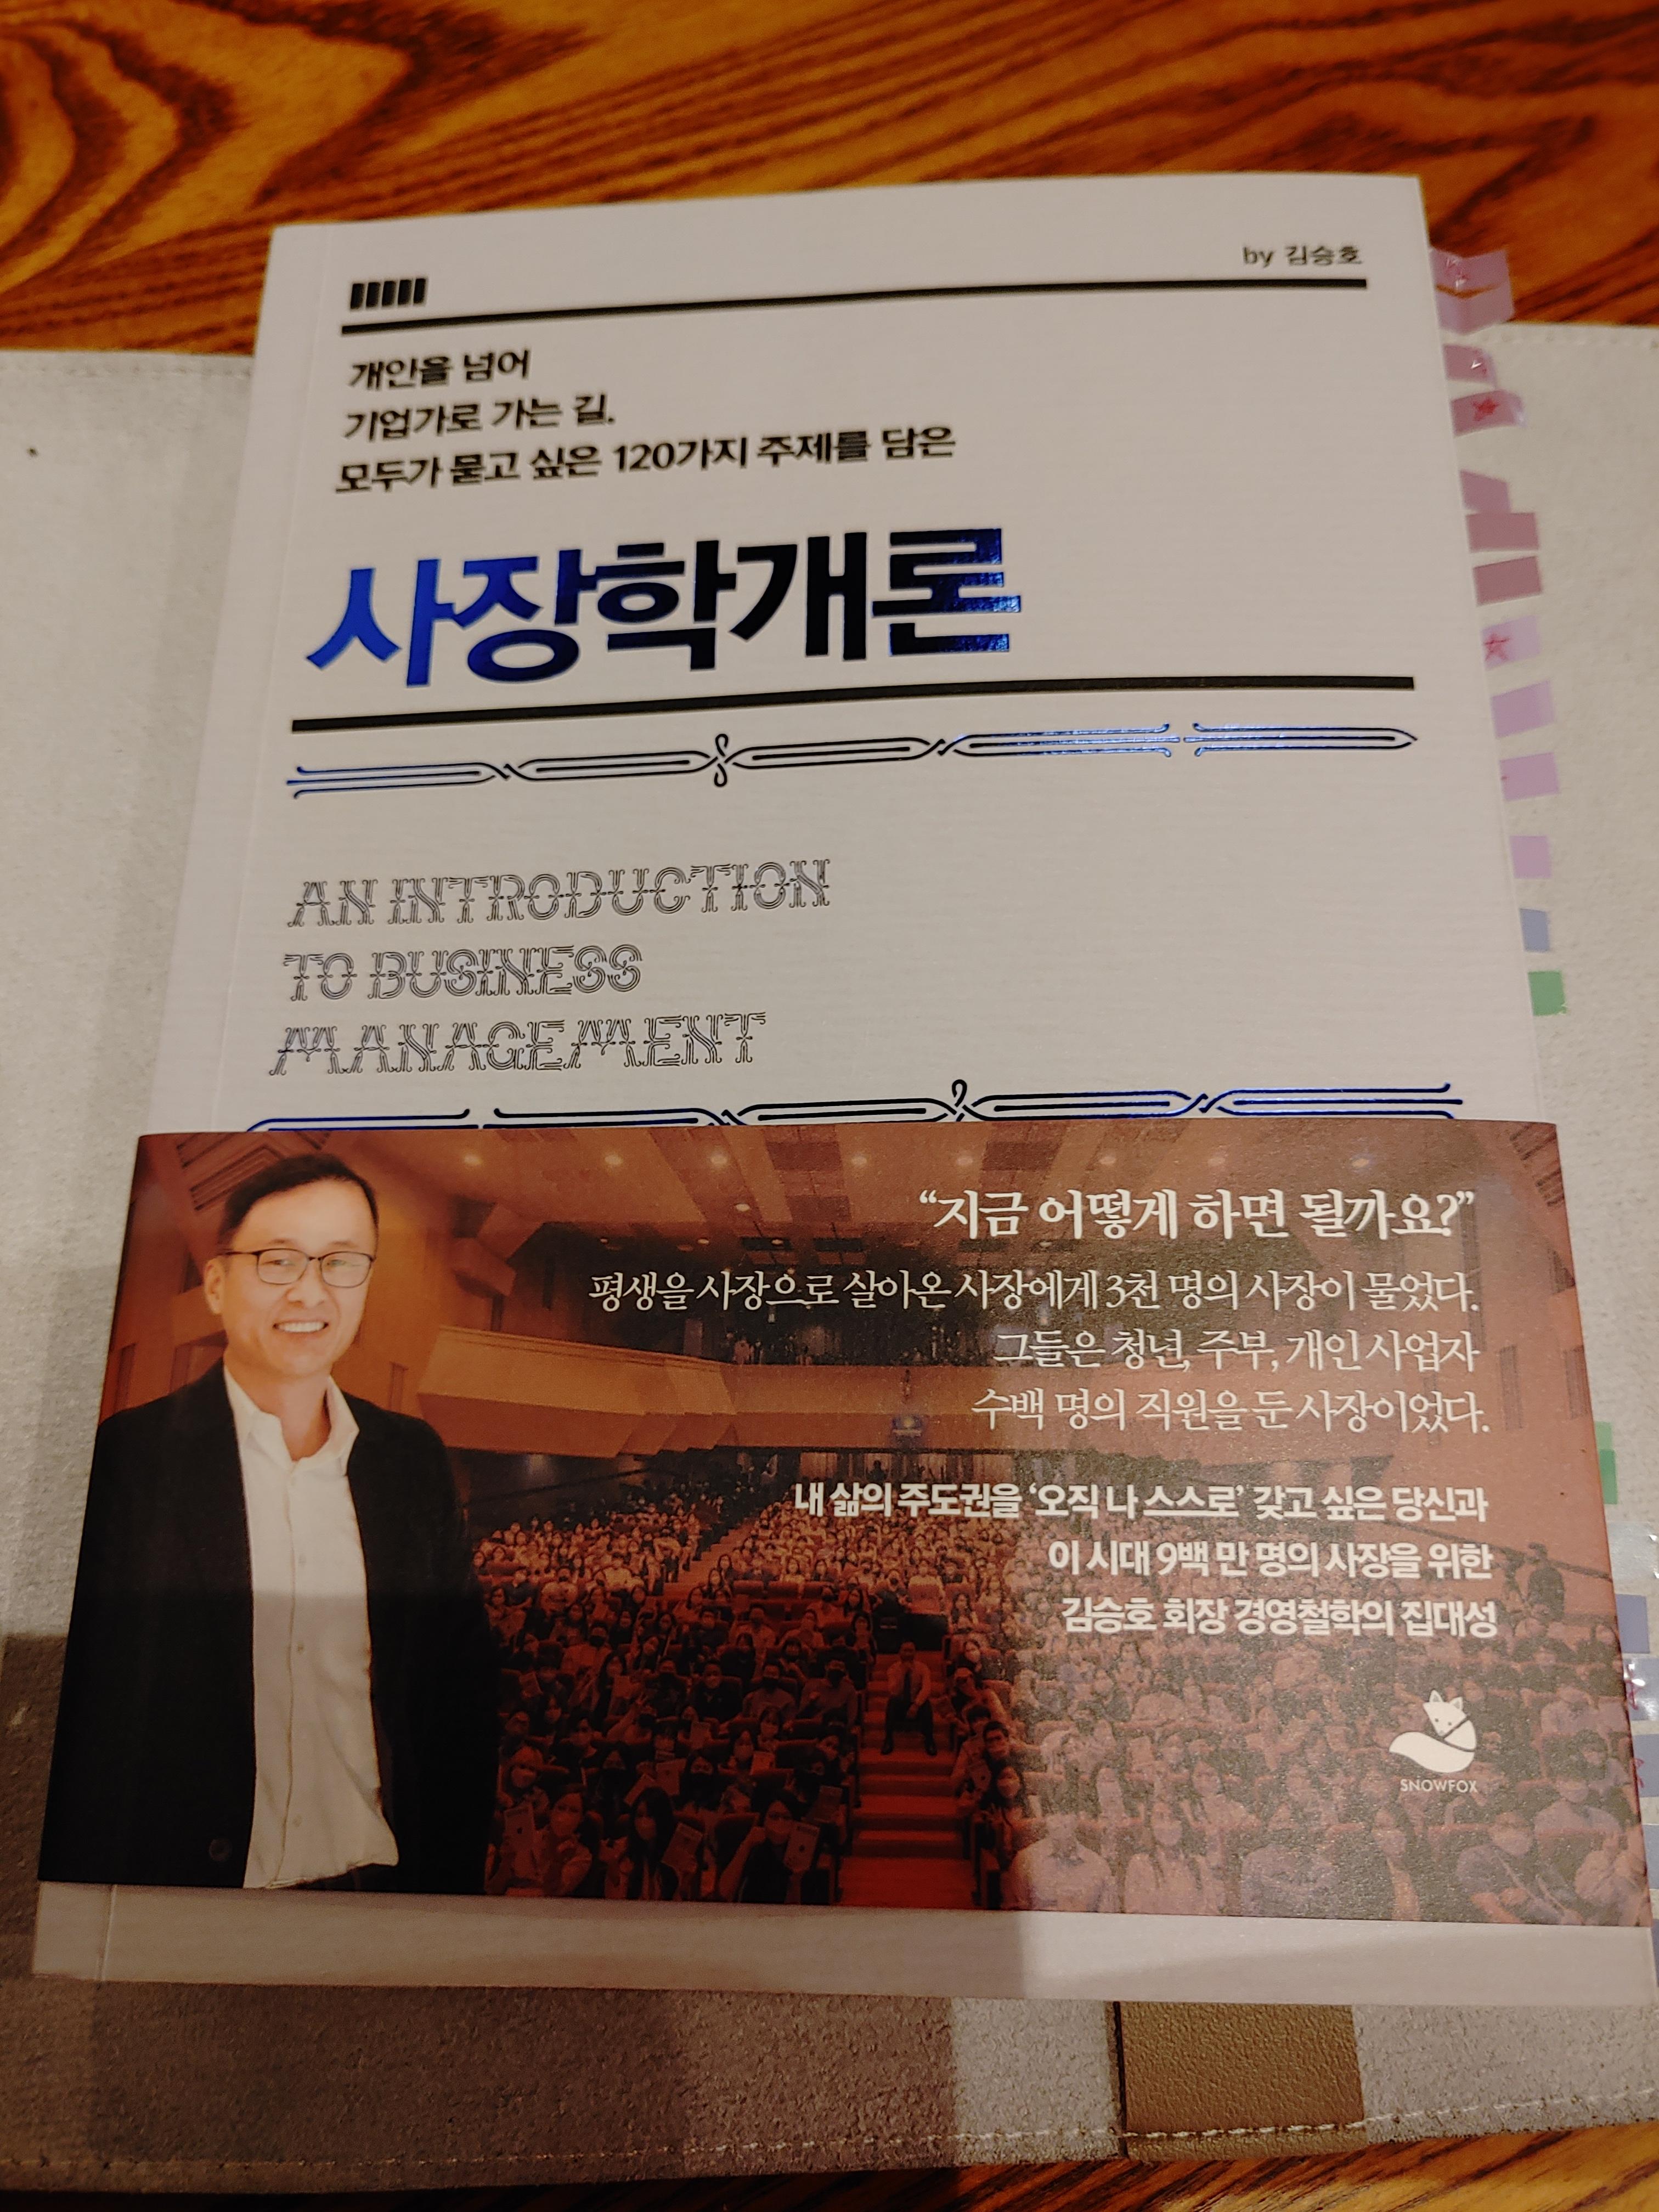 by 김승호
개인을 넘어
기업가로 가는 길.
모두가 묻고 싶은 120가지 주제를 담은
사장학개론
AN INTRODUCTION
TO BUSINESS
MANAGEMENT
“지금 어떻게 하면 될까요?”
평생을 사장으로 살아온 사장에게 3천 명의 사장이 물었다.
그들은 청년, 주부, 개인 사업자
수백 명의 직원을 둔 사장이었다.
내 삶의 주도권을 ‘오직 나 스스로’ 갖고 싶은 당신과
이 시대 9백 만 명의 사장을 위한
김승호 회장 경영철학의 집대성
SNOWFOX